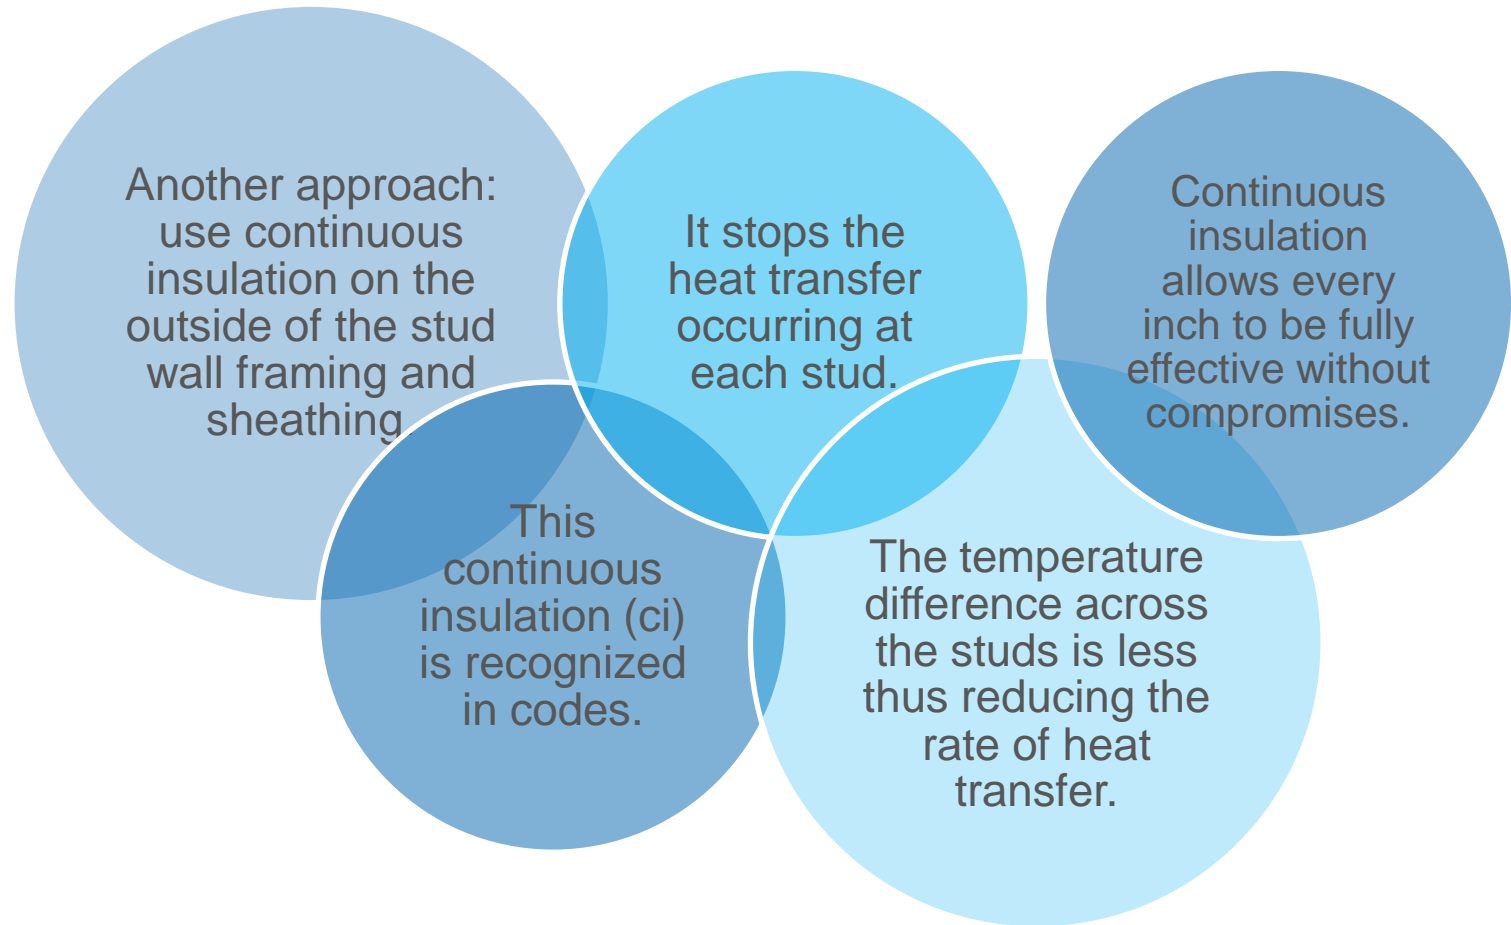 Another approach:
use continuous
insulation on the
outside of the stud
wall framing and
sheathing.
This
continuous
insulation (ci)
is recognized
in codes.
It stops the
heat transfer
occurring at
each stud.
The temperature
difference across
the studs is less
thus reducing the
rate of heat
transfer.
Continuous
insulation
allows every
inch to be fully
effective without
compromises.